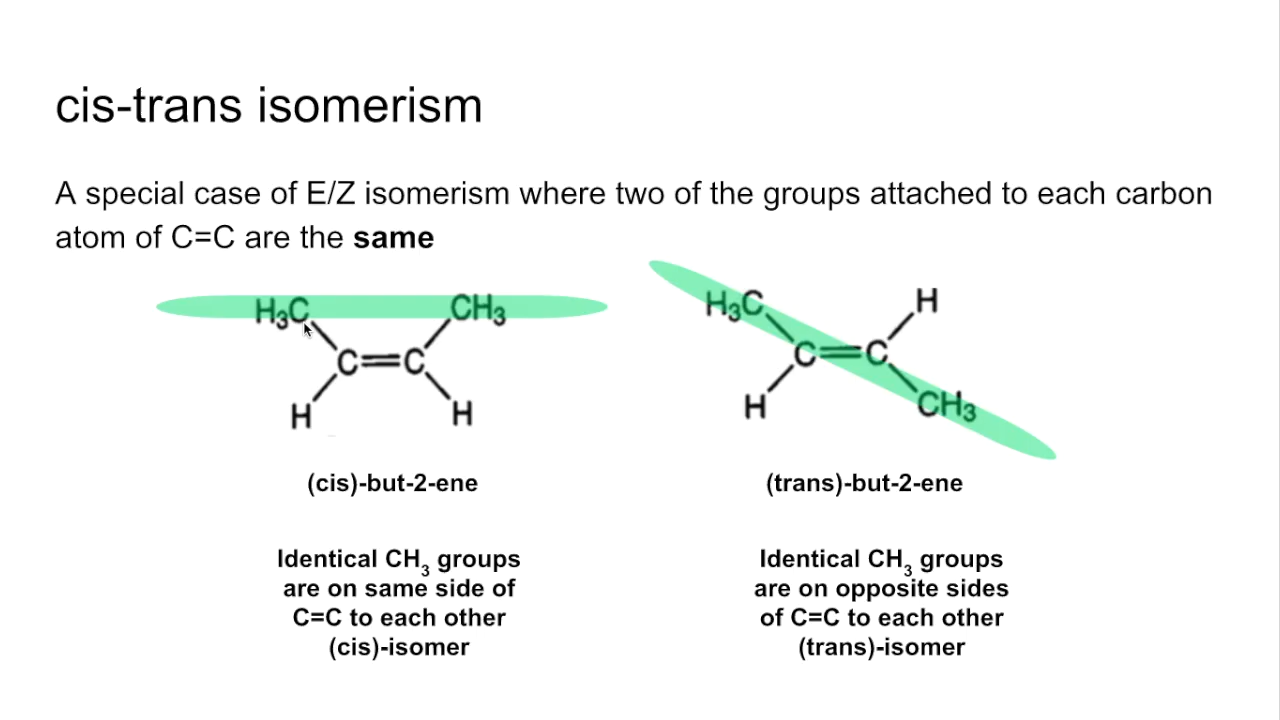 cis-trans isomerism
A special case of E/Z isomerism where two of the groups attached to each carbon
atom of C=C are the same
H₃C CH₃
C=C
H H
(cis)-but-2-ene
Identical CH₃ groups
are on same side of
C=C to each other
(cis)-isomer
H₃C H
C=C
H CH₃
(trans)-but-2-ene
Identical CH₃ groups
are on opposite sides
of C=C to each other
(trans)-isomer